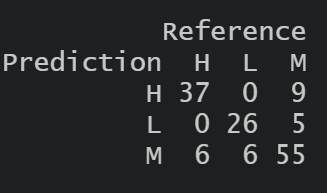 Reference
Prediction H L M
H 37 0 9
L 0 26 5
M 6 6 55